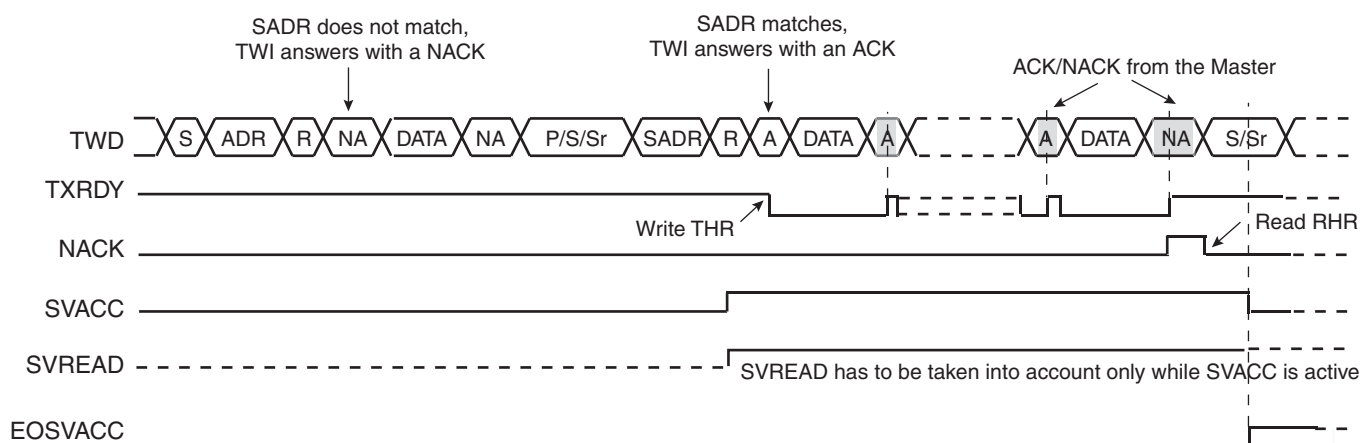 SADR does not match,
TWI answers with a NACK
SADR matches,
TWI answers with an ACK
ACK/NACK from the Master
TWD S ADR R NA DATA NA P/S/Sr SADR R A DATA A A DATA NA S/Sr
TXRDY
Write THR
Read RHR
NACK
SVACC
SVREAD
SVREAD has to be taken into account only while SVACC is active
EOSVACC